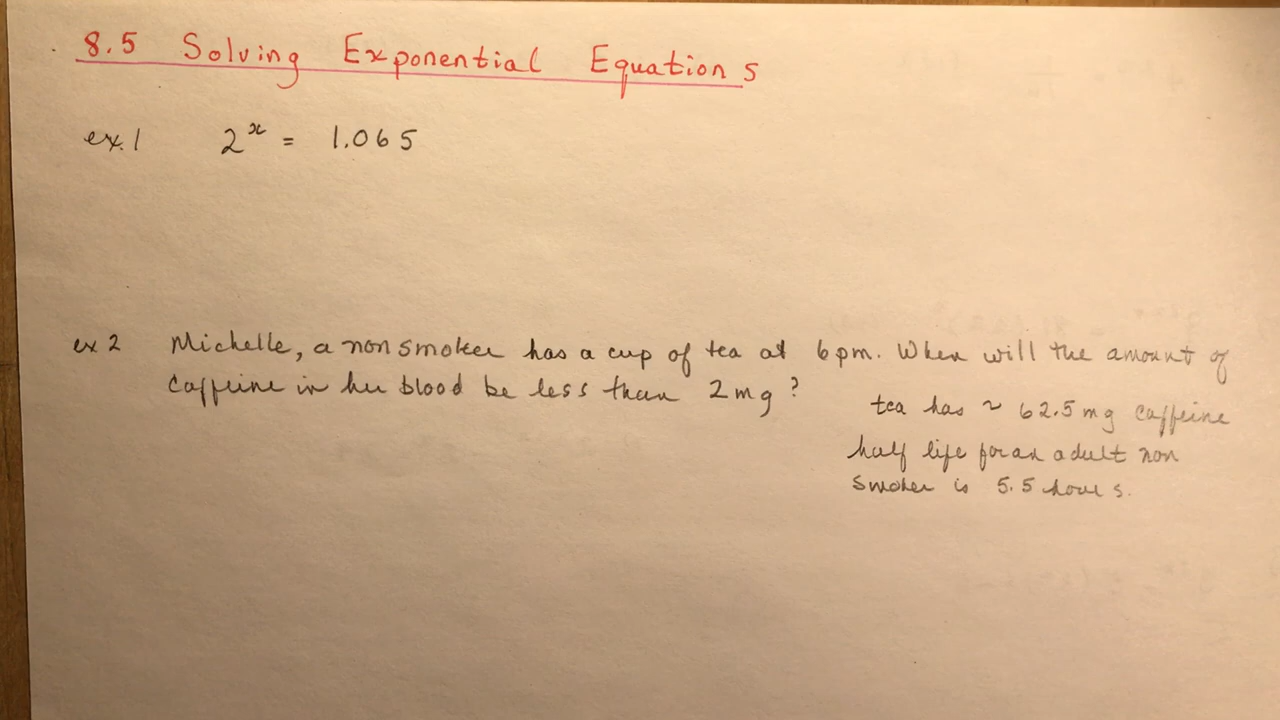 8.5 Solving Exponential Equations
ex.1 2^x = 1.065
ex 2 Michelle, a non smoker has a cup of tea at 6pm. When will the amount of
caffeine in her blood be less than 2mg?
tea has ~ 62.5mg caffeine
half life for an adult non
smoker is 5.5 hours.